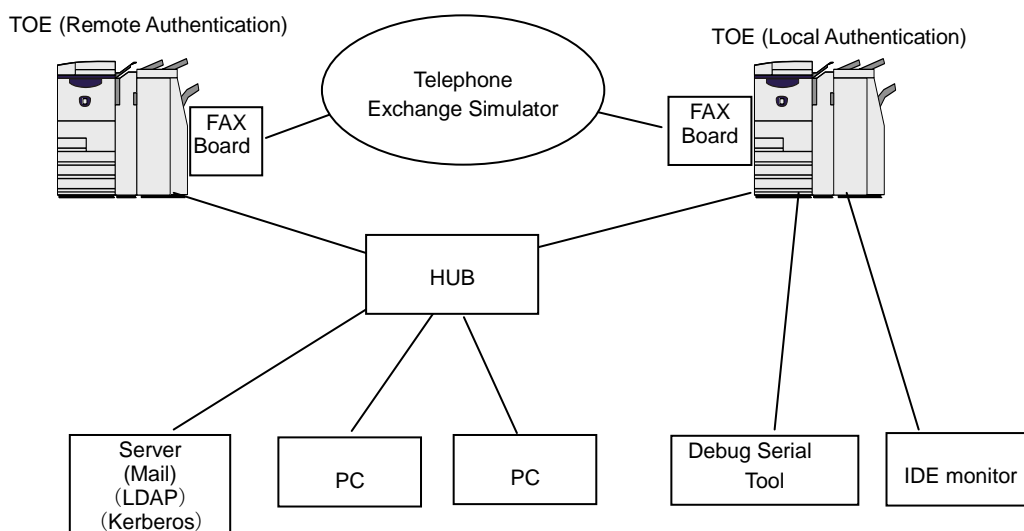 TOE (Remote Authentication)
TOE (Local Authentication)
Telephone
Exchange Simulator
FAX
Board
FAX
Board
HUB
Server
(Mail)
（LDAP）
（Kerberos）
PC
PC
Debug Serial
Tool
IDE monitor